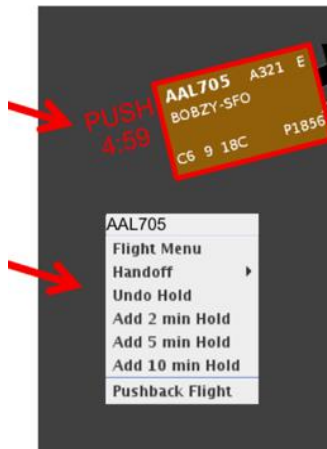 PUSH
4:59
AAL705 A321 E
BOBZY-SFO
C6 9 18C P1856
AAL705
Flight Menu
Handoff
Undo Hold
Add 2 min Hold
Add 5 min Hold
Add 10 min Hold
Pushback Flight